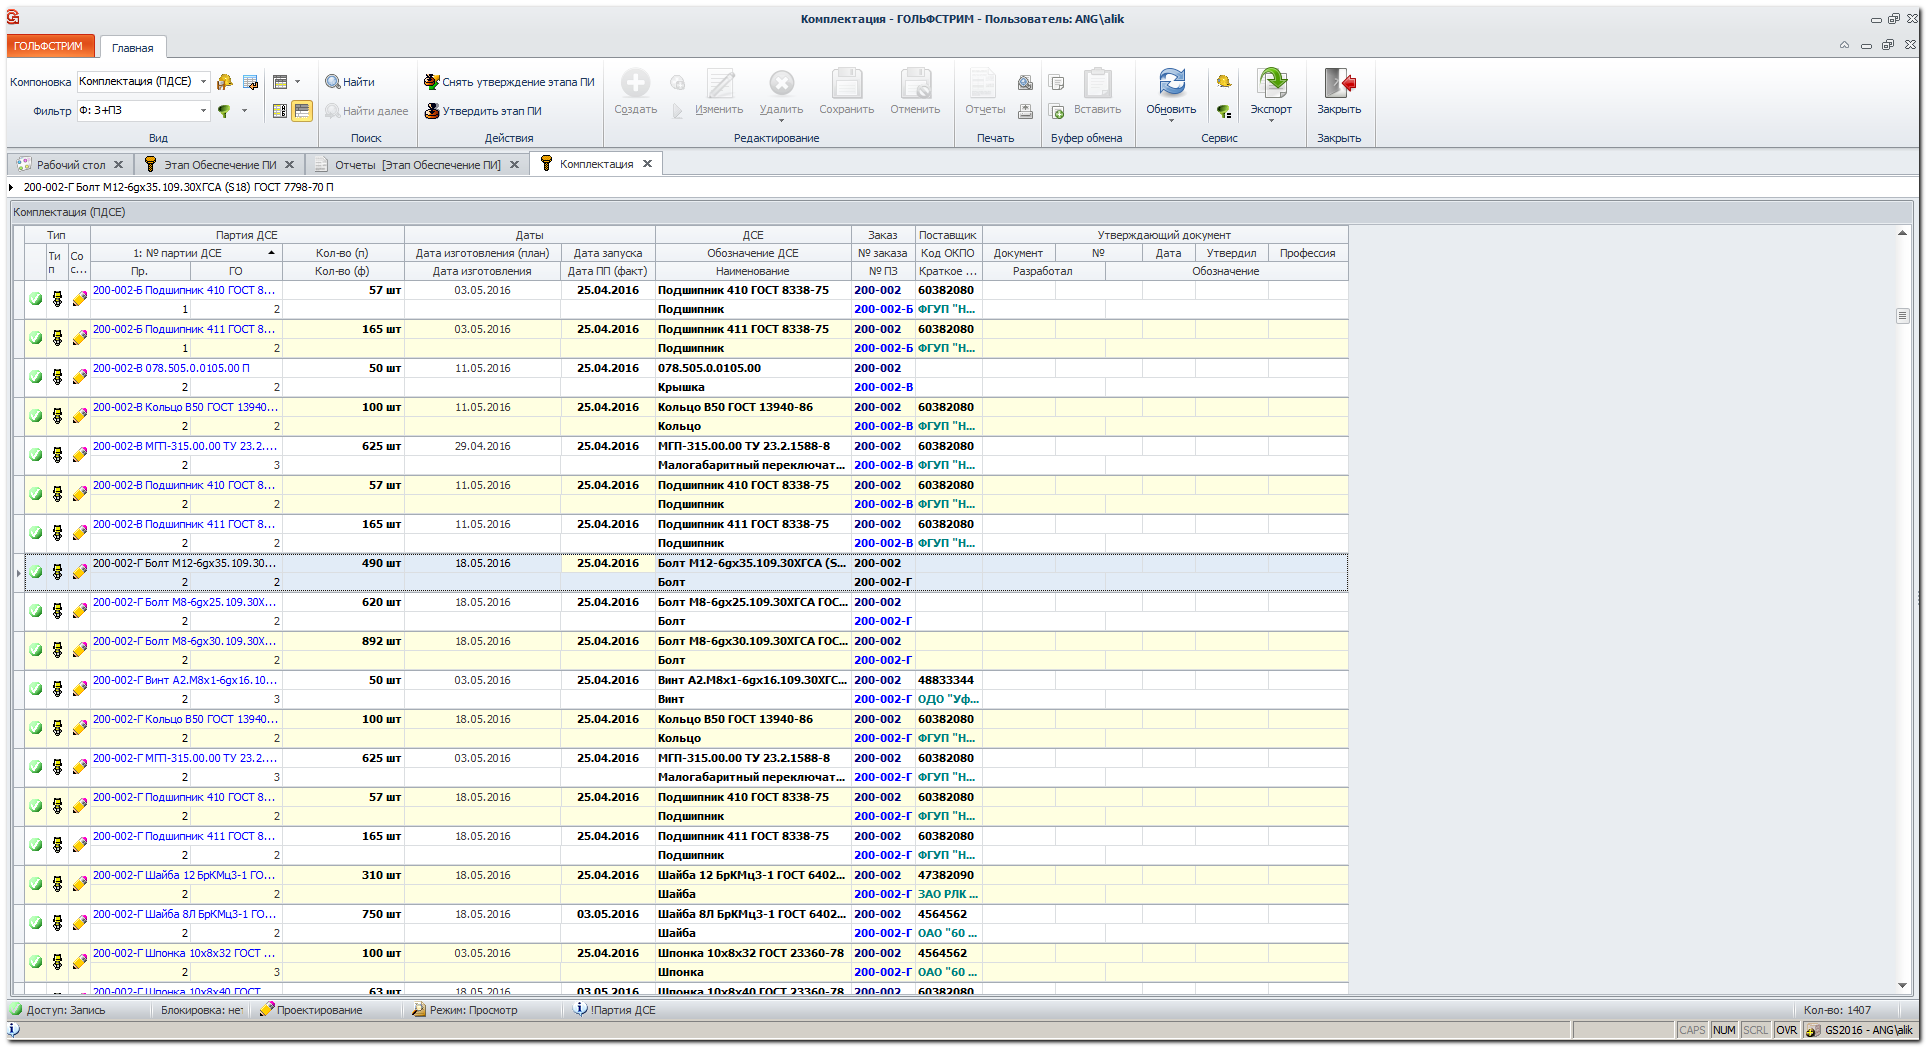 Комплектация - ГОЛЬФСТРИМ - Пользователь: ANG\alik
ГОЛЬФСТРИМ Главная
Компоновка Комплектация (ПДСЕ) Найти Снять утверждение этапа ПИ
Фильтр Ф: З+ПЗ Найти далее Утвердить этап ПИ
Создать Изменить Удалить Сохранить Отменить Отчеты Вставить Обновить Экспорт Закрыть
Вид Поиск Действия Редактирование Печать Буфер обмена Сервис Закрыть
Рабочий стол Этап Обеспечение ПИ Отчеты [Этап Обеспечение ПИ] Комплектация
200-002-Г Болт М12-6gх35.109.30ХГСА (S18) ГОСТ 7798-70 П
Комплектация (ПДСЕ)
Тип Партия ДСЕ Даты ДСЕ Заказ Поставщик Утверждающий документ
Тип Сос... 1: № партии ДСЕ Кол-во (п) Дата изготовления (план) Дата запуска Обозначение ДСЕ № заказа Код ОКПО Документ № Дата Утвердил Профессия
Пр. ГО Кол-во (ф) Дата изготовления Дата ПП (факт) Наименование № ПЗ Краткое ... Разработал Обозначение
200-002-Б Подшипник 410 ГОСТ 8... 57 шт 03.05.2016 25.04.2016 Подшипник 410 ГОСТ 8338-75 200-002 60382080
1 2 Подшипник 200-002-Б ФГУП "Н...
200-002-Б Подшипник 411 ГОСТ 8... 165 шт 03.05.2016 25.04.2016 Подшипник 411 ГОСТ 8338-75 200-002 60382080
1 2 Подшипник 200-002-Б ФГУП "Н...
200-002-В 078.505.0.0105.00 П 50 шт 11.05.2016 25.04.2016 078.505.0.0105.00 200-002
2 2 Крышка 200-002-В
200-002-В Кольцо В50 ГОСТ 13940... 100 шт 11.05.2016 25.04.2016 Кольцо В50 ГОСТ 13940-86 200-002 60382080
2 2 Кольцо 200-002-В ФГУП "Н...
200-002-В МГП-315.00.00 ТУ 23.2.... 625 шт 29.04.2016 25.04.2016 МГП-315.00.00 ТУ 23.2.1588-8 200-002 60382080
2 3 Малогабаритный переключат... 200-002-В ФГУП "Н...
200-002-В Подшипник 410 ГОСТ 8... 57 шт 11.05.2016 25.04.2016 Подшипник 410 ГОСТ 8338-75 200-002 60382080
2 2 Подшипник 200-002-В ФГУП "Н...
200-002-В Подшипник 411 ГОСТ 8... 165 шт 11.05.2016 25.04.2016 Подшипник 411 ГОСТ 8338-75 200-002 60382080
2 2 Подшипник 200-002-В ФГУП "Н...
200-002-Г Болт М12-6gх35.109.30... 490 шт 18.05.2016 25.04.2016 Болт М12-6gх35.109.30ХГСА (S... 200-002
2 2 Болт 200-002-Г
200-002-Г Болт М8-6gх25.109.30Х... 620 шт 18.05.2016 25.04.2016 Болт М8-6gх25.109.30ХГСА ГОС... 200-002
2 2 Болт 200-002-Г
200-002-Г Болт М8-6gх30.109.30Х... 892 шт 18.05.2016 25.04.2016 Болт М8-6gх30.109.30ХГСА ГОС... 200-002
2 2 Болт 200-002-Г
200-002-Г Винт А2.М8х1-6gх16.10... 50 шт 03.05.2016 25.04.2016 Винт А2.М8х1-6gх16.109.30ХГС... 200-002 48833344
2 3 Винт 200-002-Г ОДО "Уф...
200-002-Г Кольцо В50 ГОСТ 13940... 100 шт 18.05.2016 25.04.2016 Кольцо В50 ГОСТ 13940-86 200-002 60382080
2 2 Кольцо 200-002-Г ФГУП "Н...
200-002-Г МГП-315.00.00 ТУ 23.2.... 625 шт 03.05.2016 25.04.2016 МГП-315.00.00 ТУ 23.2.1588-8 200-002 60382080
2 3 Малогабаритный переключат... 200-002-Г ФГУП "Н...
200-002-Г Подшипник 410 ГОСТ 8... 57 шт 18.05.2016 25.04.2016 Подшипник 410 ГОСТ 8338-75 200-002 60382080
2 2 Подшипник 200-002-Г ФГУП "Н...
200-002-Г Подшипник 411 ГОСТ 8... 165 шт 18.05.2016 25.04.2016 Подшипник 411 ГОСТ 8338-75 200-002 60382080
2 2 Подшипник 200-002-Г ФГУП "Н...
200-002-Г Шайба 12 БрКМц3-1 ГО... 310 шт 18.05.2016 25.04.2016 Шайба 12 БрКМц3-1 ГОСТ 6402... 200-002 47382090
2 2 Шайба 200-002-Г ЗАО РЛК ...
200-002-Г Шайба 8Л БрКМц3-1 ГО... 750 шт 18.05.2016 03.05.2016 Шайба 8Л БрКМц3-1 ГОСТ 6402... 200-002 4564562
2 2 Шайба 200-002-Г ОАО "60 ...
200-002-Г Шпонка 10х8х32 ГОСТ ... 100 шт 03.05.2016 25.04.2016 Шпонка 10х8х32 ГОСТ 23360-78 200-002 4564562
2 3 Шпонка 200-002-Г ОАО "60 ...
200-002-Г Шпонка 10х8х40 ГОСТ 63 шт 18.05.2016 03.05.2016 Шпонка 10х8х40 ГОСТ 23360-78 200-002 60382080
Доступ: Запись Блокировка: нет Проектирование Режим: Просмотр !Партия ДСЕ Кол-во: 1407
CAPS NUM SCRL OVR GS2016 - ANG\alik